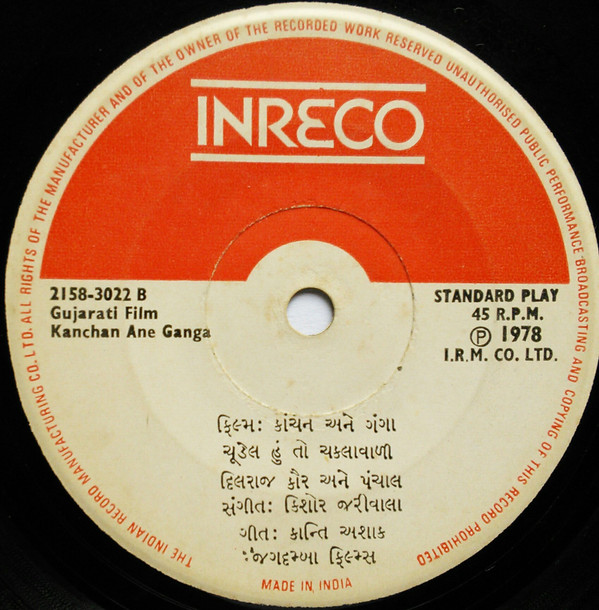 ALL RIGHTS OF THE MANUFACTURER AND OF THE OWNER OF THE RECORDED WORK RESERVED UNAUTHORISED PUBLIC PERFORMANCE BROADCASTING AND COPYING OF THIS RECORD PROHIBITED
INRECO
2158-3022 B
Gujarati Film
Kanchan Ane Ganga
STANDARD PLAY
45 R.P.M.
Ⓟ 1978
I.R.M. CO. LTD.
ફિલ્મ: કાંચન અને ગંગા
ચૂડેલ હું તો ચકલાવાળી
દિલરાજ કૌર અને પંચાલ
સંગીત: કિશોર જરીવાલા
ગીત: કાન્તિ અશાક
:જગદમ્બા ફિલ્મ્સ
THE INDIAN RECORD MANUFACTURING CO. LTD.
MADE IN INDIA